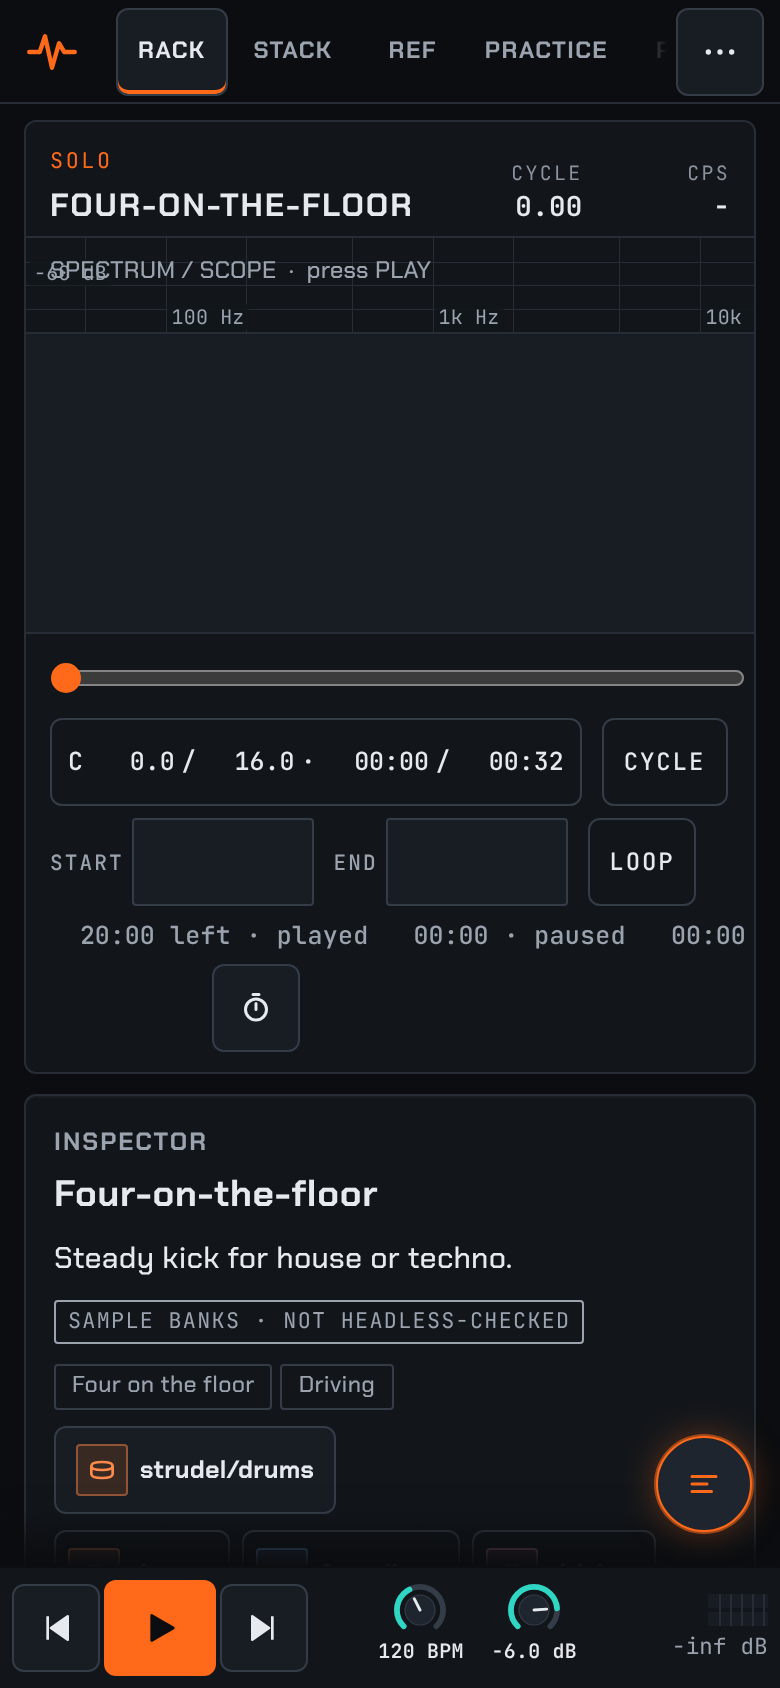 RACK STACK REF PRACTICE
SOLO
FOUR-ON-THE-FLOOR
CYCLE CPS
0.00 -
SPECTRUM / SCOPE · press PLAY
-60 dB
100 Hz 1k Hz 10k
C 0.0 / 16.0 · 00:00 / 00:32 CYCLE
START END LOOP
20:00 left · played 00:00 · paused 00:00
INSPECTOR
Four-on-the-floor
Steady kick for house or techno.
SAMPLE BANKS · NOT HEADLESS-CHECKED
Four on the floor Driving
strudel/drums
120 BPM -6.0 dB -inf dB